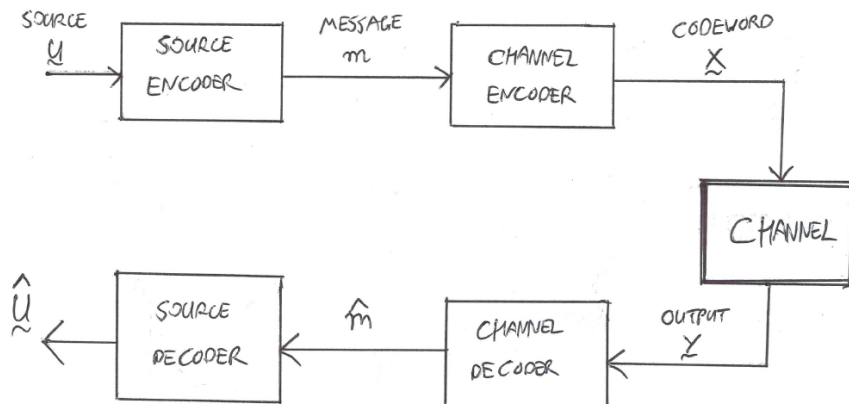 SOURCE
U
SOURCE
ENCODER
MESSAGE
m
CHANNEL
ENCODER
CODEWORD
X
CHANNEL
OUTPUT
Y
CHANNEL
DECODER
m̂
SOURCE
DECODER
Û